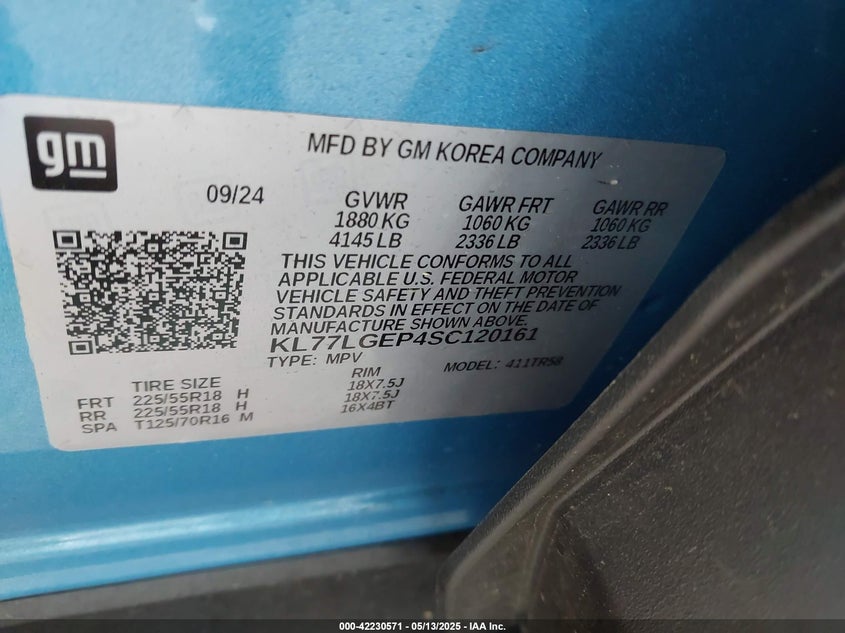 gm
MFD BY GM KOREA COMPANY
09/24 GVWR GAWR FRT GAWR RR
1880 KG 1060 KG 1060 KG
4145 LB 2336 LB 2336 LB
THIS VEHICLE CONFORMS TO ALL
APPLICABLE U.S. FEDERAL MOTOR
VEHICLE SAFETY AND THEFT PREVENTION
STANDARDS IN EFFECT ON THE DATE OF
MANUFACTURE SHOWN ABOVE.
KL77LGEP4SC120161
TYPE: MPV MODEL: 411TR58
TIRE SIZE RIM
FRT 225/55R18 H 18X7.5J
RR 225/55R18 H 18X7.5J
SPA T125/70R16 M 16X4BT
000-42230571 — 05/13/2025 — IAA Inc.